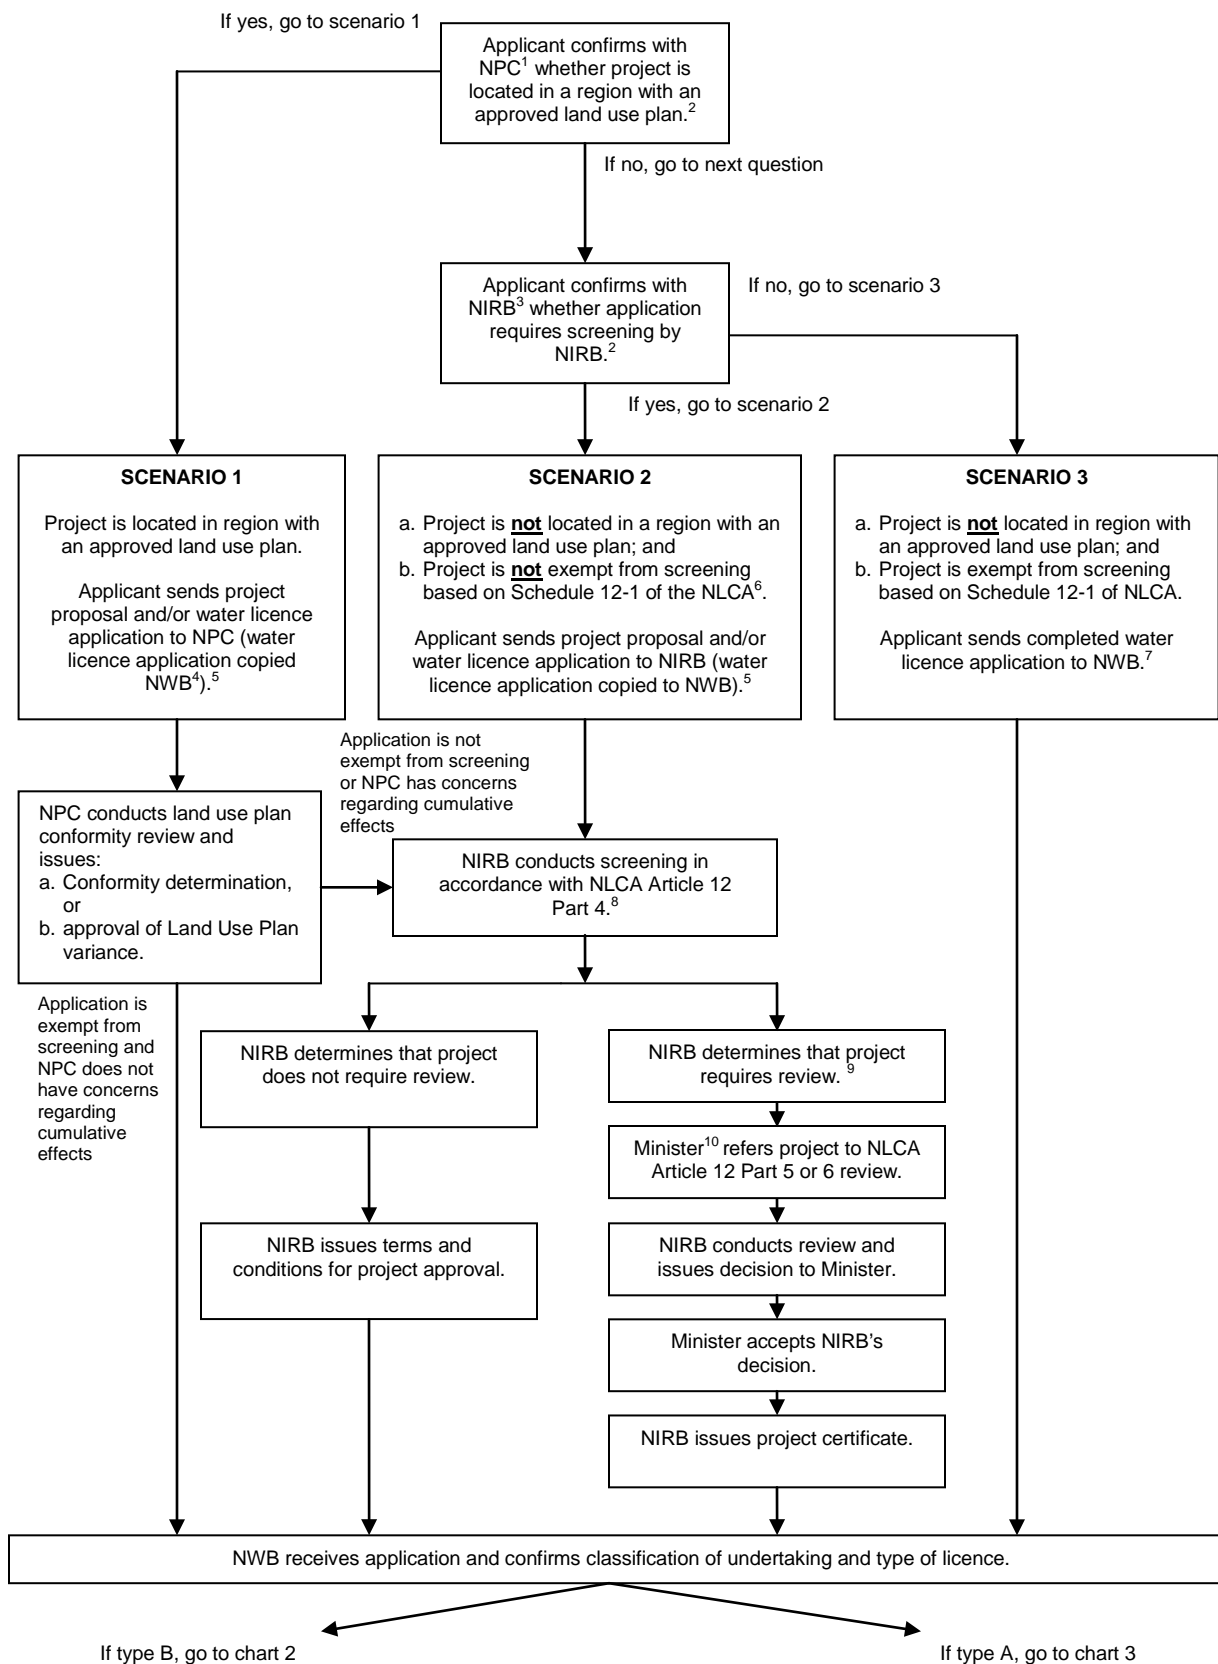 If yes, go to scenario 1
Applicant confirms with
NPC¹ whether project is
located in a region with an
approved land use plan.²
If no, go to next question
Applicant confirms with
NIRB³ whether application
requires screening by
NIRB.²
If no, go to scenario 3
If yes, go to scenario 2
SCENARIO 1
Project is located in region with
an approved land use plan.
Applicant sends project
proposal and/or water licence
application to NPC (water
licence application copied
NWB⁴).⁵
SCENARIO 2
a. Project is not located in a region with an
approved land use plan; and
b. Project is not exempt from screening
based on Schedule 12-1 of the NLCA⁶.
Applicant sends project proposal and/or
water licence application to NIRB (water
licence application copied to NWB).⁵
SCENARIO 3
a. Project is not located in region with
an approved land use plan; and
b. Project is exempt from screening
based on Schedule 12-1 of NLCA.
Applicant sends completed water
licence application to NWB.⁷
Application is not
exempt from screening
or NPC has concerns
regarding cumulative
effects
NPC conducts land use plan
conformity review and
issues:
a. Conformity determination,
or
b. approval of Land Use Plan
variance.
NIRB conducts screening in
accordance with NLCA Article 12
Part 4.⁸
Application is
exempt from
screening and
NPC does not
have concerns
regarding
cumulative
effects
NIRB determines that project
does not require review.
NIRB determines that project
requires review. ⁹
Minister¹⁰ refers project to NLCA
Article 12 Part 5 or 6 review.
NIRB issues terms and
conditions for project approval.
NIRB conducts review and
issues decision to Minister.
Minister accepts NIRB's
decision.
NIRB issues project certificate.
NWB receives application and confirms classification of undertaking and type of licence.
If type B, go to chart 2
If type A, go to chart 3